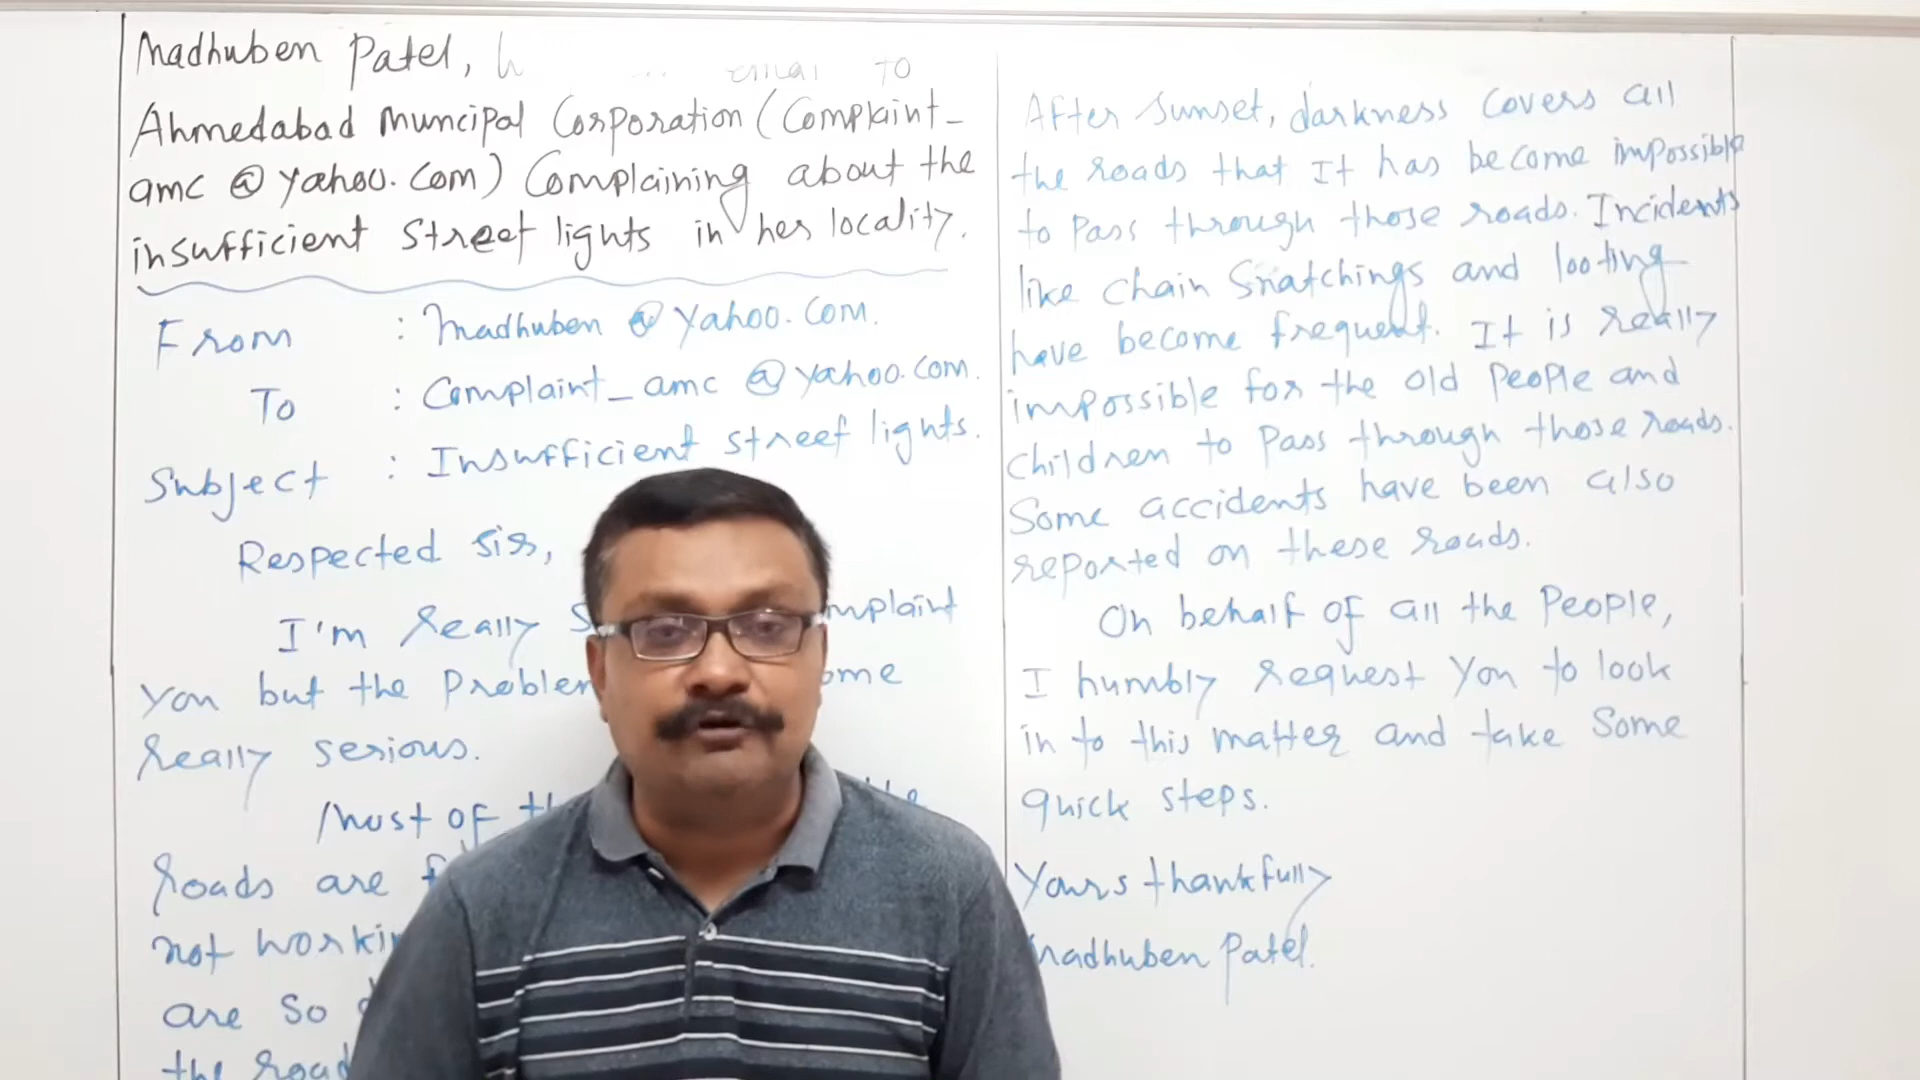 Madhuben Patel,
to
Ahmedabad Muncipal Corporation (Complaint_
amc @ yahoo.com) Complaining about the
insufficient street lights in her locality.
From : madhuben @ yahoo.com.
To : Complaint_amc @ yahoo.com.
Subject : Insufficient street lights.
Respected sir,
I'm really
you but the
really serious.
Most of
roads are
not
are so
the
After sunset, darkness covers all
the roads that It has become impossible
to pass through those roads. Incidents
like chain Snatchings and looting
have become frequent. It is really
impossible for the old people and
children to pass through those roads.
Some accidents have been also
reported on these roads.
On behalf of all the People,
I humbly request you to look
in to this matter and take Some
quick steps.
Yours thankfully
madhuben patel.